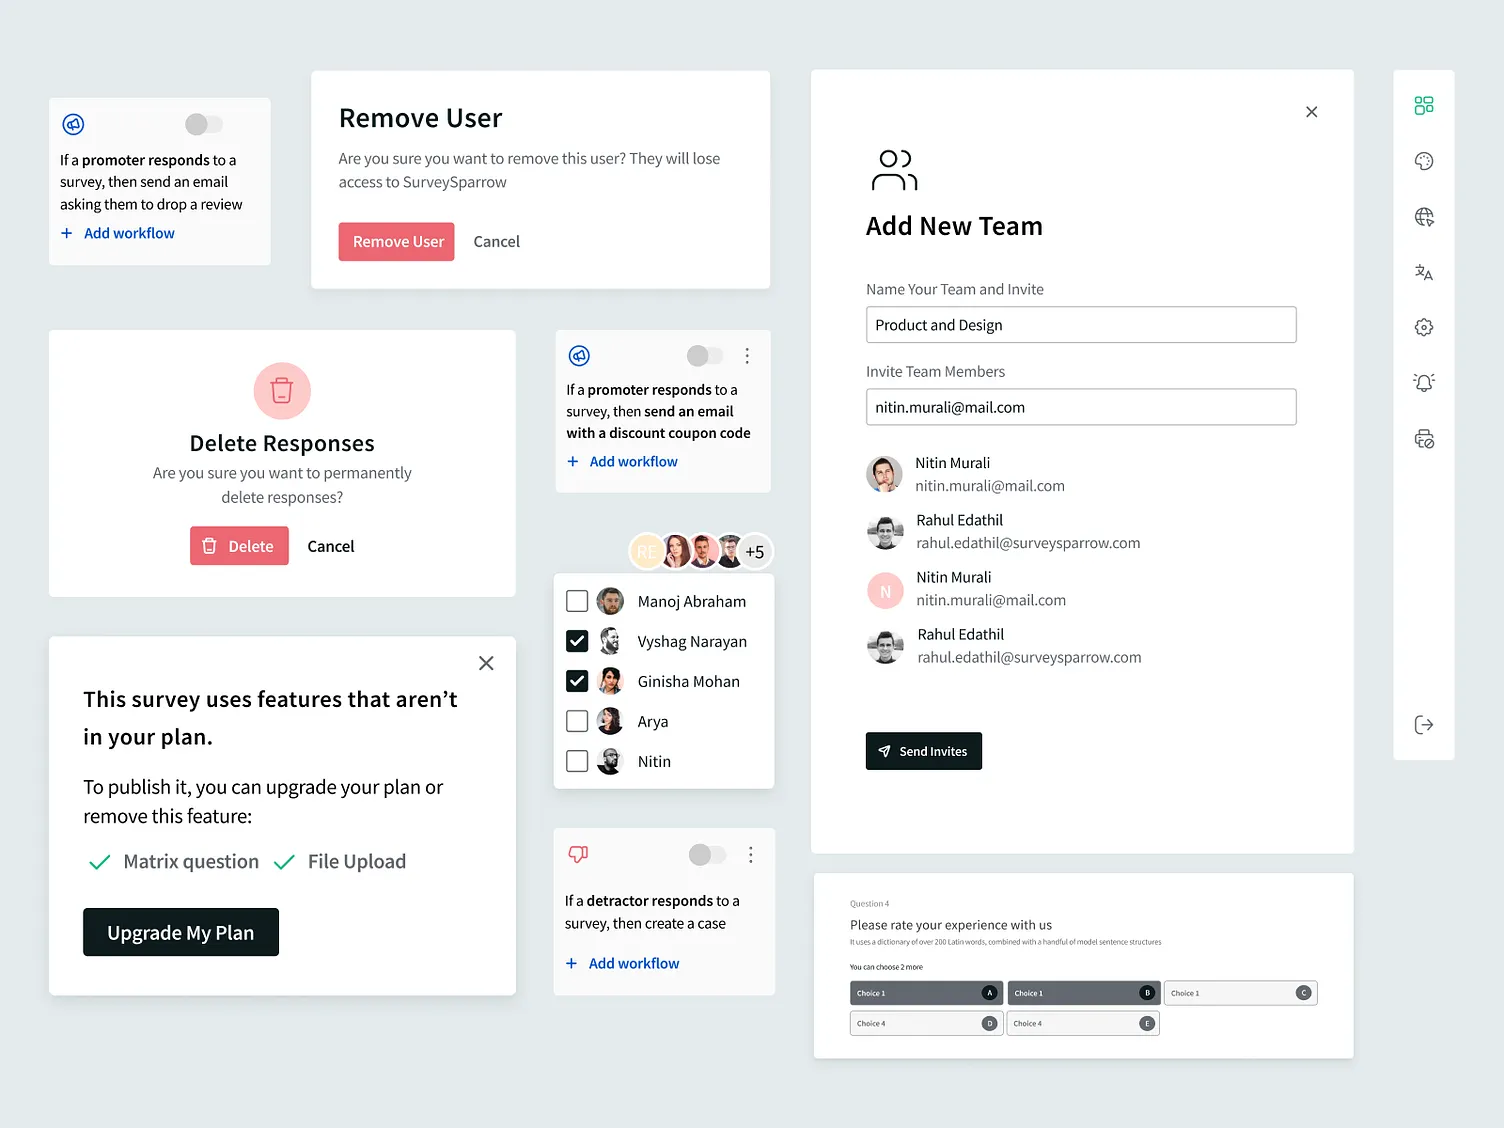 If a promoter responds to a
survey, then send an email
asking them to drop a review
+ Add workflow
Remove User
Are you sure you want to remove this user? They will lose
access to SurveySparrow
Remove User
Cancel
Delete Responses
Are you sure you want to permanently
delete responses?
Delete
Cancel
If a promoter responds to a
survey, then send an email
with a discount coupon code
+ Add workflow
RE
+5
Manoj Abraham
Vyshag Narayan
Ginisha Mohan
Arya
Nitin
This survey uses features that aren’t
in your plan.
To publish it, you can upgrade your plan or
remove this feature:
Matrix question
File Upload
Upgrade My Plan
If a detractor responds to a
survey, then create a case
+ Add workflow
Add New Team
Name Your Team and Invite
Product and Design
Invite Team Members
nitin.murali@mail.com
Nitin Murali
nitin.murali@mail.com
Rahul Edathil
rahul.edathil@surveysparrow.com
N
Nitin Murali
nitin.murali@mail.com
Rahul Edathil
rahul.edathil@surveysparrow.com
Send Invites
Question 4
Please rate your experience with us
It uses a dictionary of over 200 Latin words, combined with a handful of model sentence structures
You can choose 2 more
Choice 1 A
Choice 1 B
Choice 1 C
Choice 4 D
Choice 4 E
文A